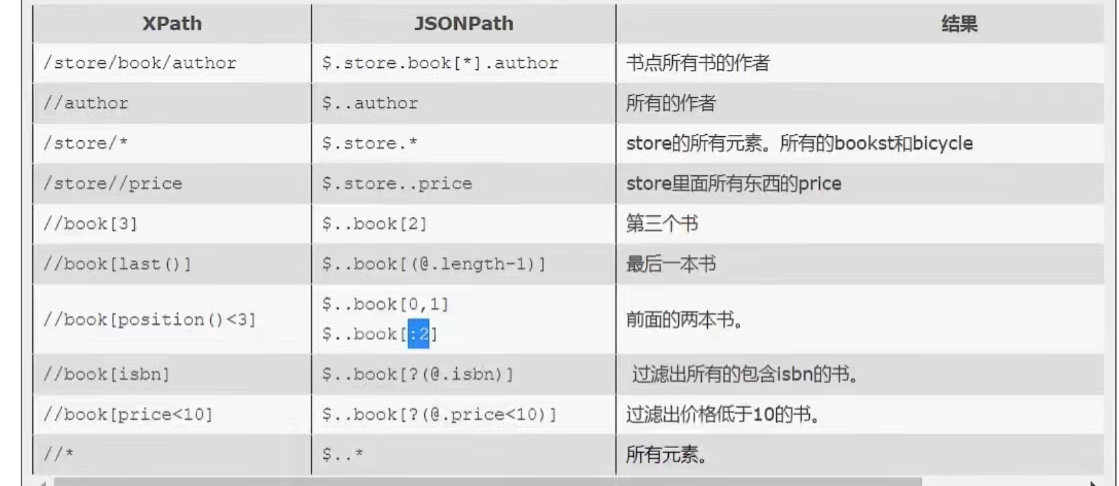 XPath JSONPath 结果
/store/book/author $.store.book[*].author 书点所有书的作者
//author $..author 所有的作者
/store/* $.store.* store的所有元素。所有的bookst和bicycle
/store//price $.store..price store里面所有东西的price
//book[3] $..book[2] 第三个书
//book[last()] $..book[(@.length-1)] 最后一本书
//book[position()<3] $..book[0,1] 前面的两本书。
$..book[:2]
//book[isbn] $..book[?(@.isbn)] 过滤出所有的包含isbn的书。
//book[price<10] $..book[?(@.price<10)] 过滤出价格低于10的书。
//* $..* 所有元素。